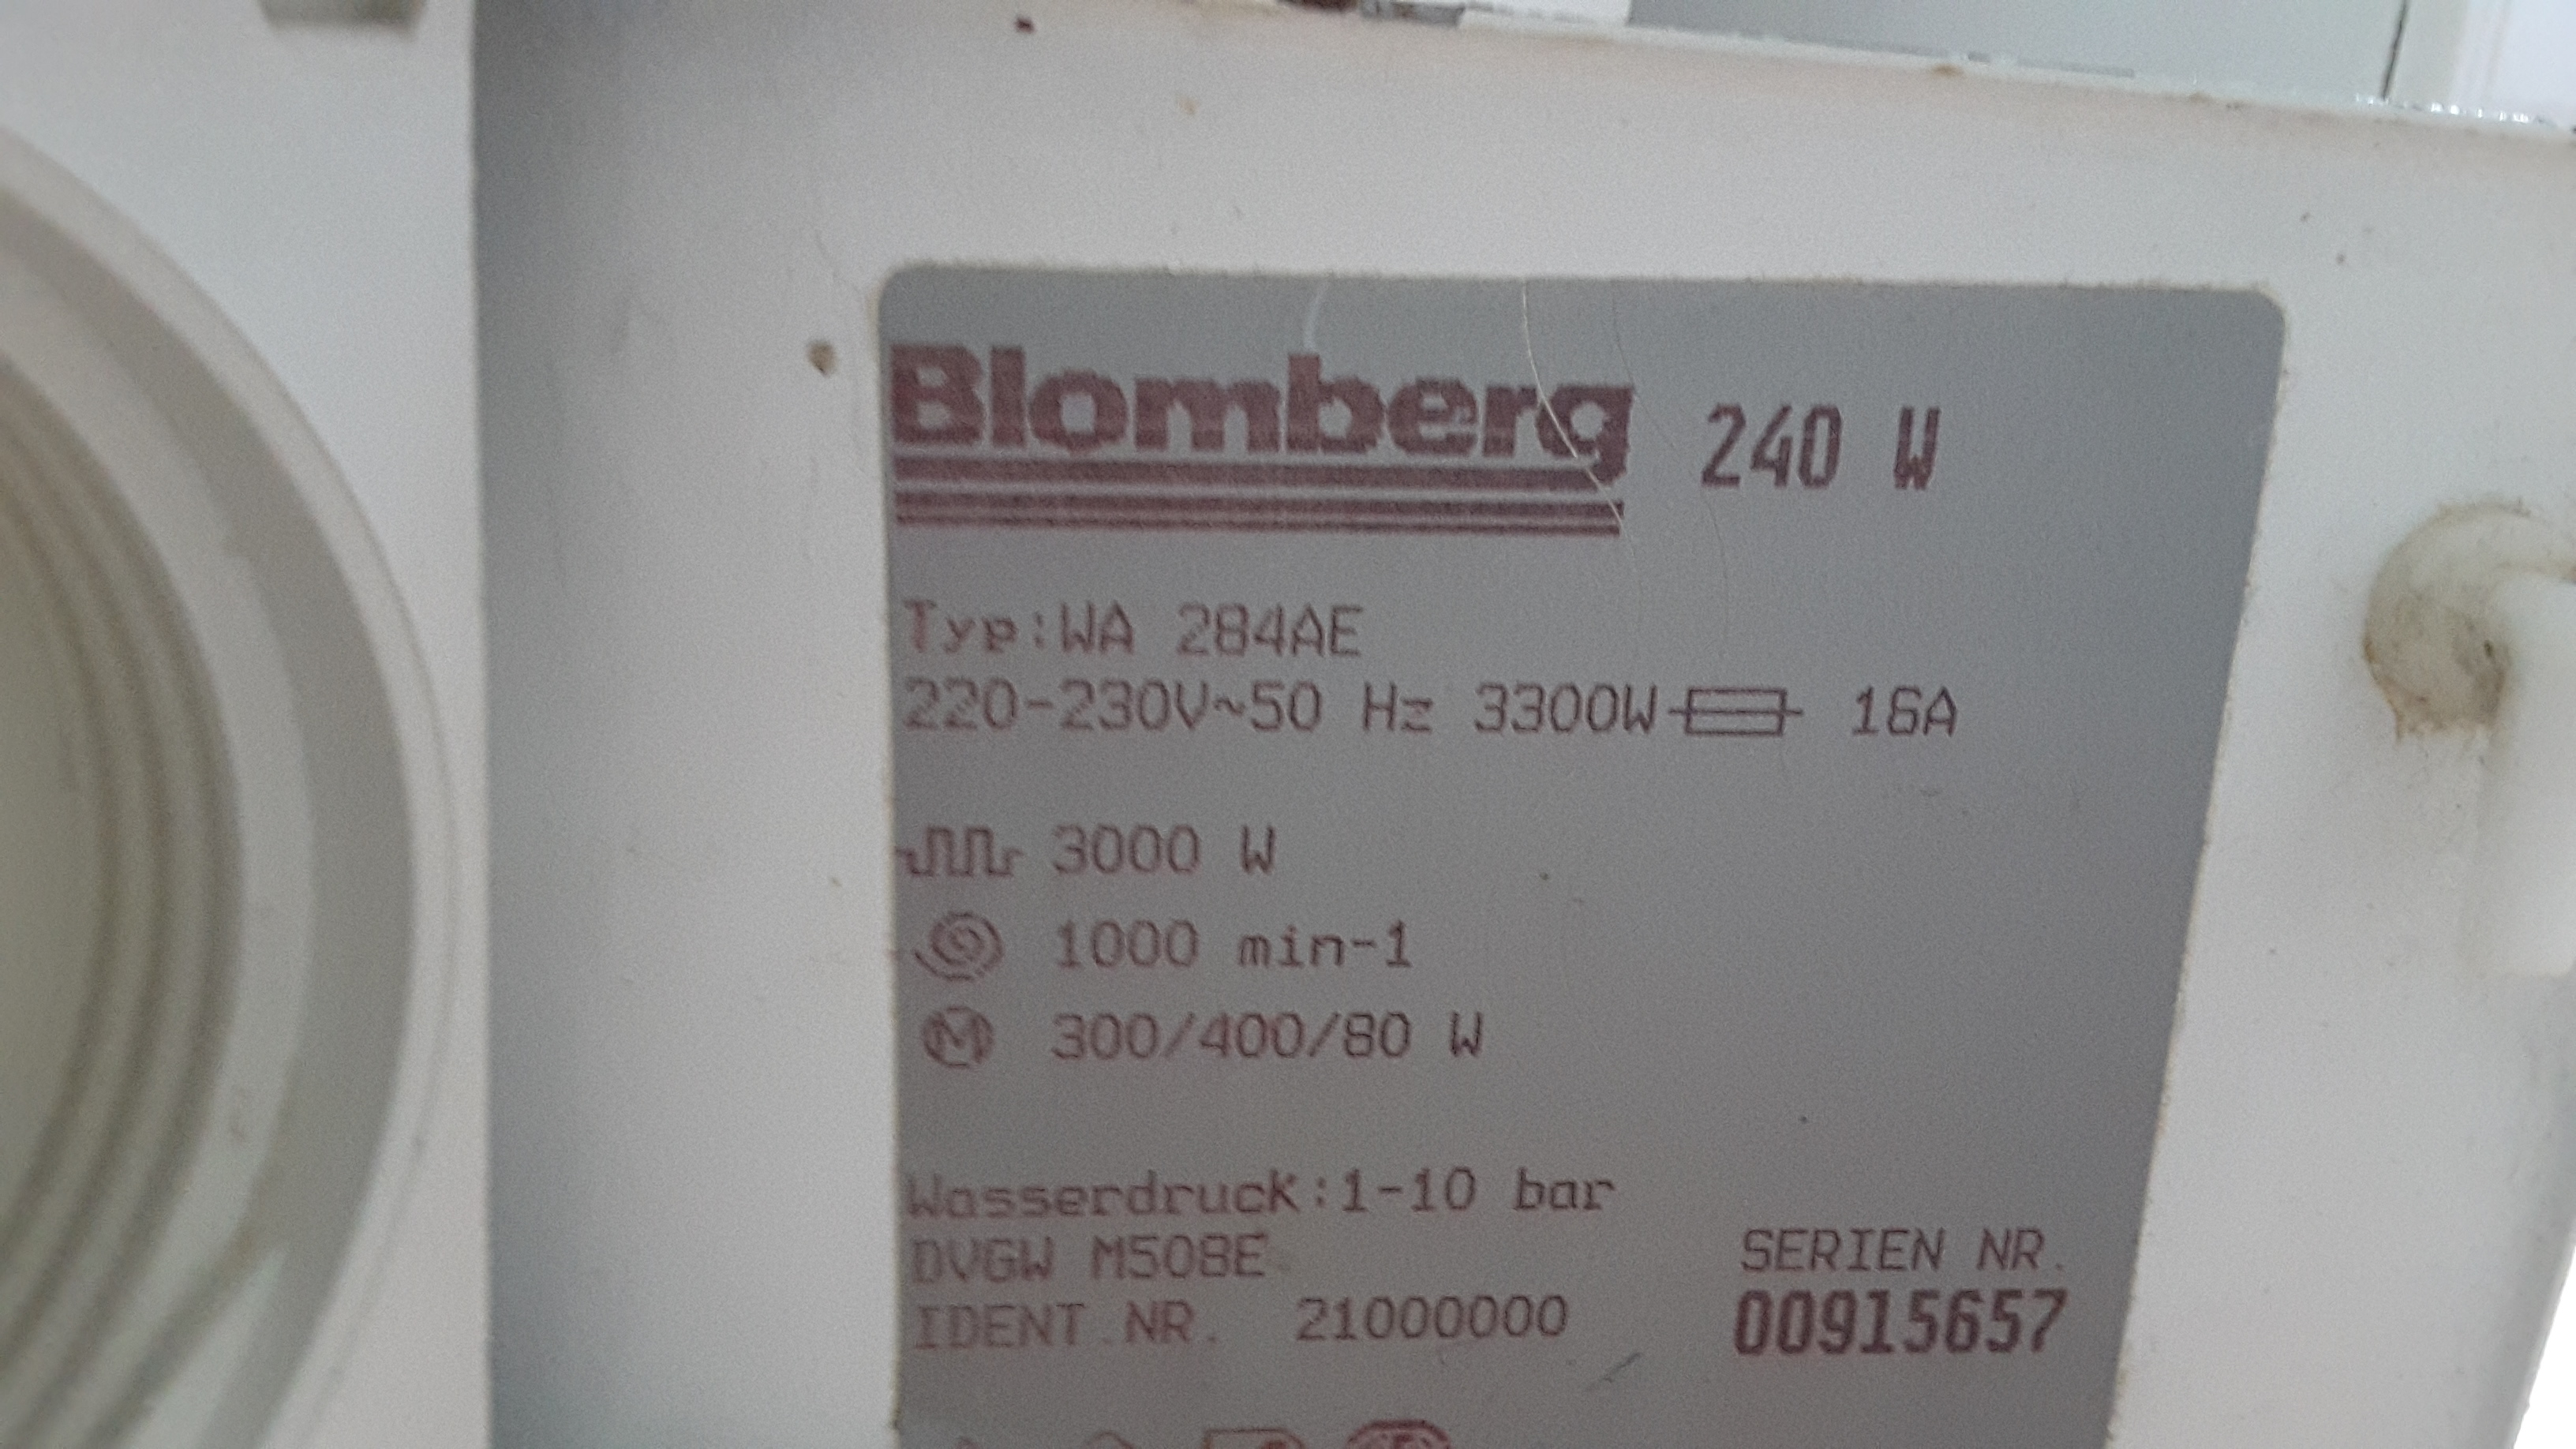 Blomberg 240 W
Typ:WA 284AE
220-230V~50 Hz 3300W 16A
3000 W
1000 min-1
M 300/400/80 W
Wasserdruck:1-10 bar
DVGW M508E
SERIEN NR.
IDENT.NR. 21000000
00915657